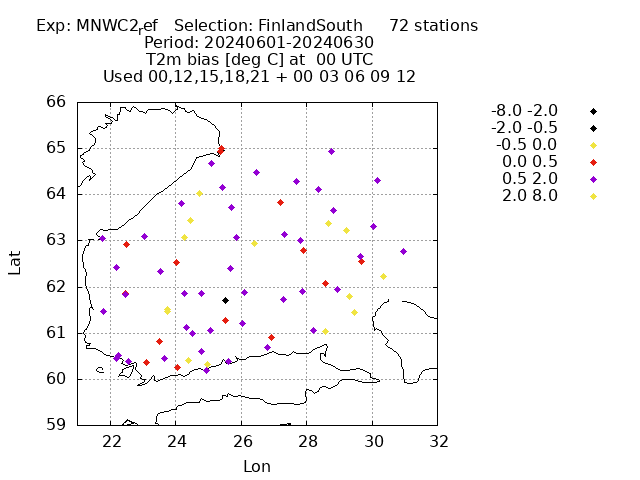 Exp: MNWC2ref   Selection: FinlandSouth     72 stations
Period: 20240601-20240630
T2m bias [deg C] at  00 UTC
Used 00,12,15,18,21 + 00 03 06 09 12
-8.0 -2.0
-2.0 -0.5
-0.5 0.0
0.0 0.5
0.5 2.0
2.0 8.0
66
65
64
63
62
61
60
59
Lat
22 24 26 28 30 32
Lon